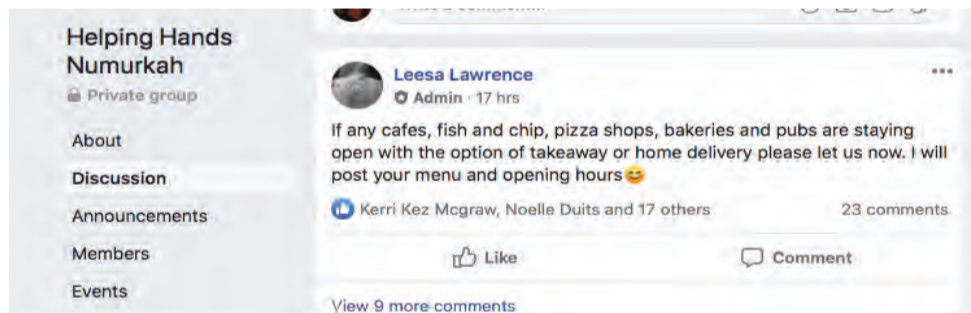 Helping Hands
Numurkah
Private group
About
Discussion
Announcements
Members
Events
Leesa Lawrence
Admin · 17 hrs
If any cafes, fish and chip, pizza shops, bakeries and pubs are staying
open with the option of takeaway or home delivery please let us now. I will
post your menu and opening hours😊
Kerri Kez Mcgraw, Noelle Duits and 17 others
23 comments
Like
Comment
View 9 more comments